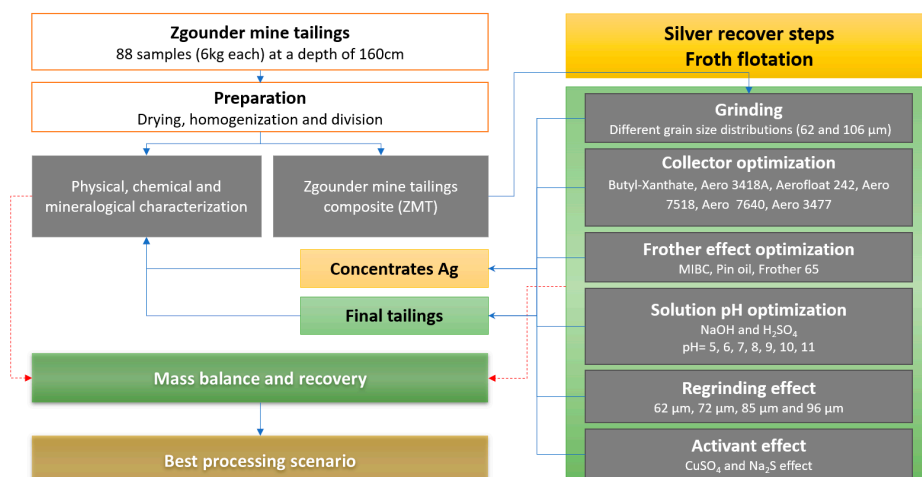 Zgounder mine tailings
88 samples (6kg each) at a depth of 160cm
Preparation
Drying, homogenization and division
Physical, chemical and
mineralogical characterization
Zgounder mine tailings
composite (ZMT)
Concentrates Ag
Final tailings
Mass balance and recovery
Best processing scenario
Silver recover steps
Froth flotation
Grinding
Different grain size distributions (62 and 106 µm)
Collector optimization
Butyl-Xanthate, Aero 3418A, Aerofloat 242, Aero
7518, Aero 7640, Aero 3477
Frother effect optimization
MIBC, Pin oil, Frother 65
Solution pH optimization
NaOH and H₂SO₄
pH= 5, 6, 7, 8, 9, 10, 11
Regrinding effect
62 µm, 72 µm, 85 µm and 96 µm
Activant effect
CuSO₄ and Na₂S effect